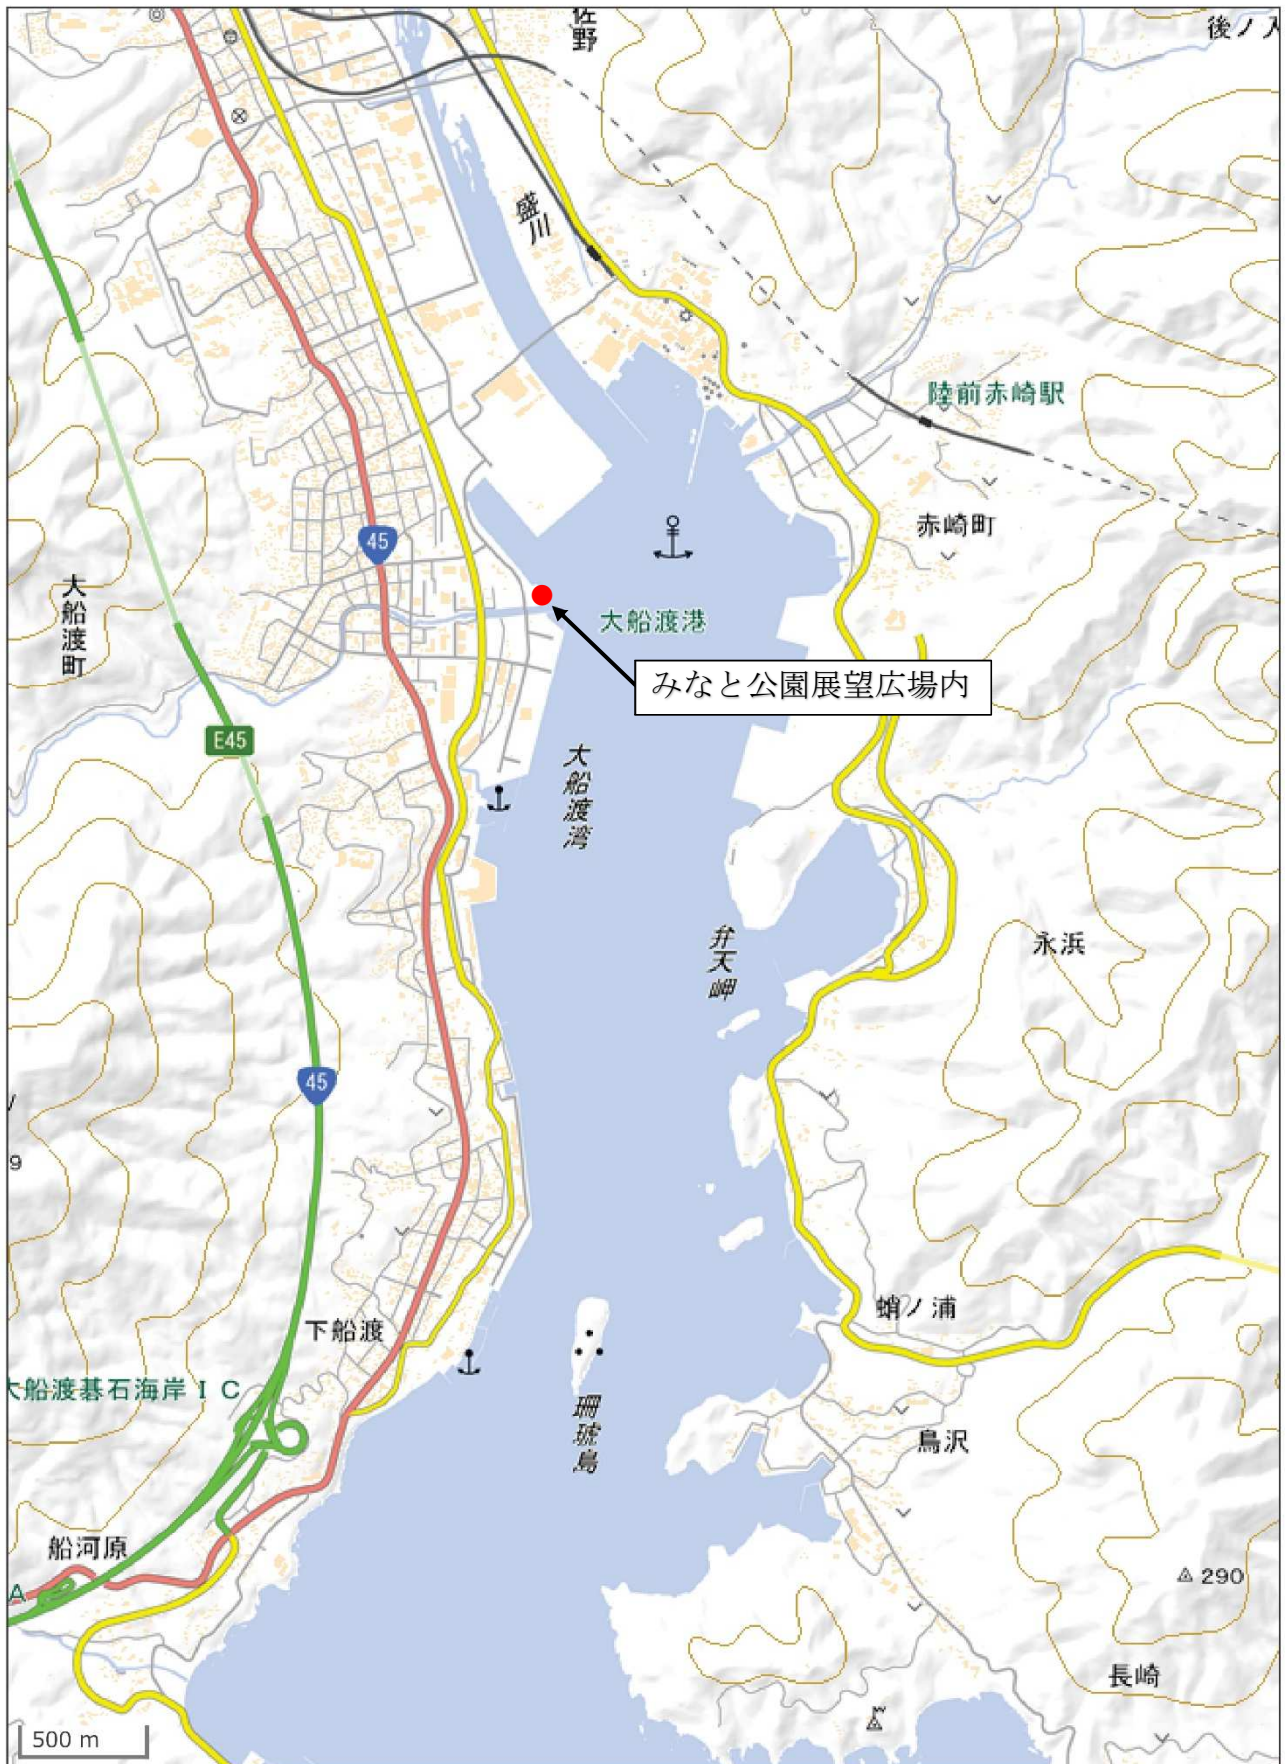 佐野
後ノ入
盛川
陸前赤崎駅
赤崎町
45
大船渡町
大船渡港
みなと公園展望広場内
E45
大船渡湾
弁天岬
永浜
45
9
蛸ノ浦
下船渡
大船渡碁石海岸IC
珊琥島
鳥沢
船河原
290
A
長崎
500 m